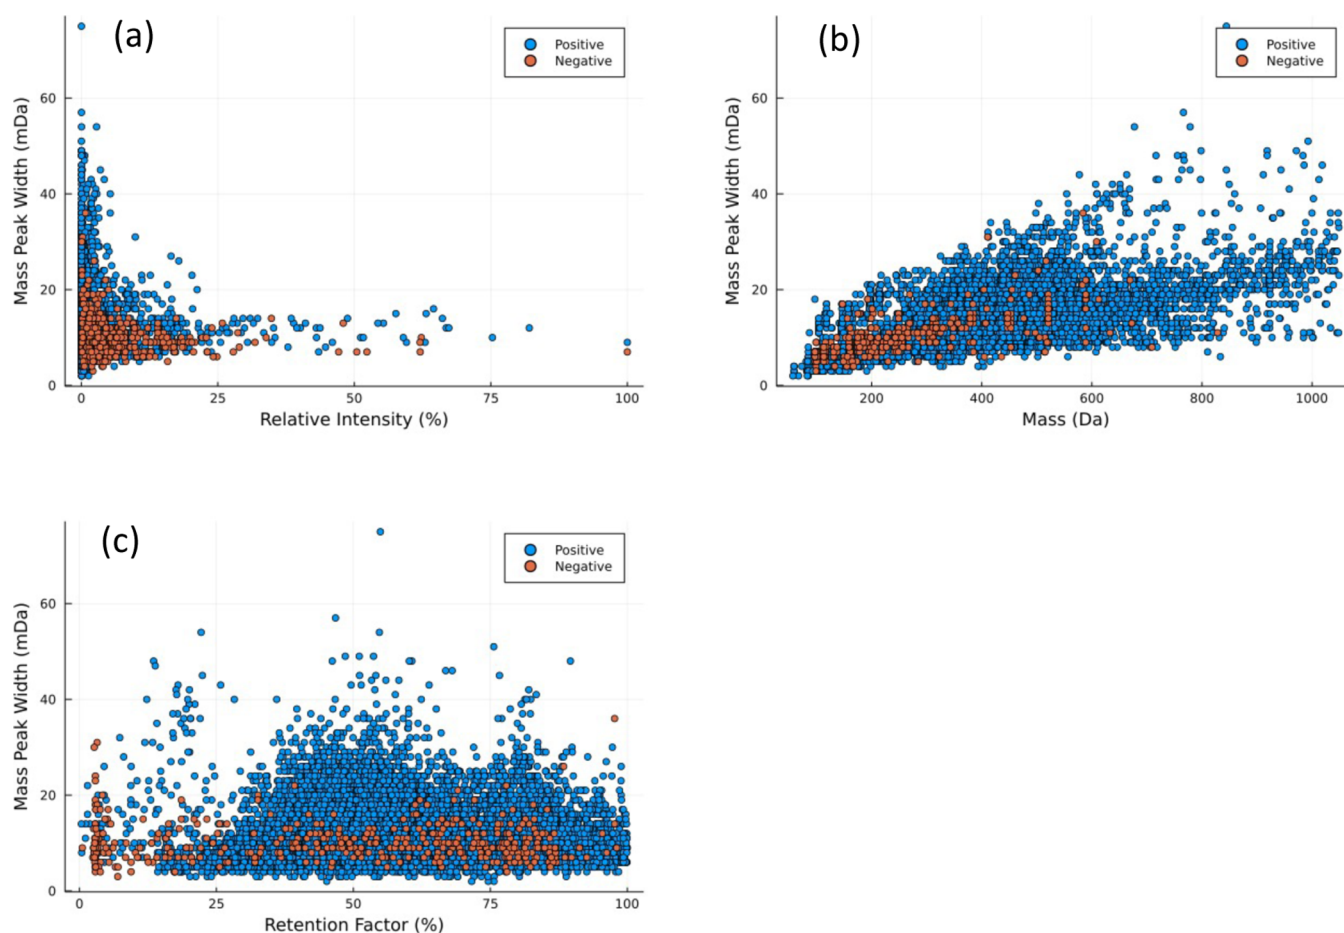 (a)
Positive
Negative
Mass Peak Width (mDa)
60
40
20
0
0 25 50 75 100
Relative Intensity (%)
(b)
Positive
Negative
Mass Peak Width (mDa)
60
40
20
0
200 400 600 800 1000
Mass (Da)
(c)
Positive
Negative
Mass Peak Width (mDa)
60
40
20
0
0 25 50 75 100
Retention Factor (%)